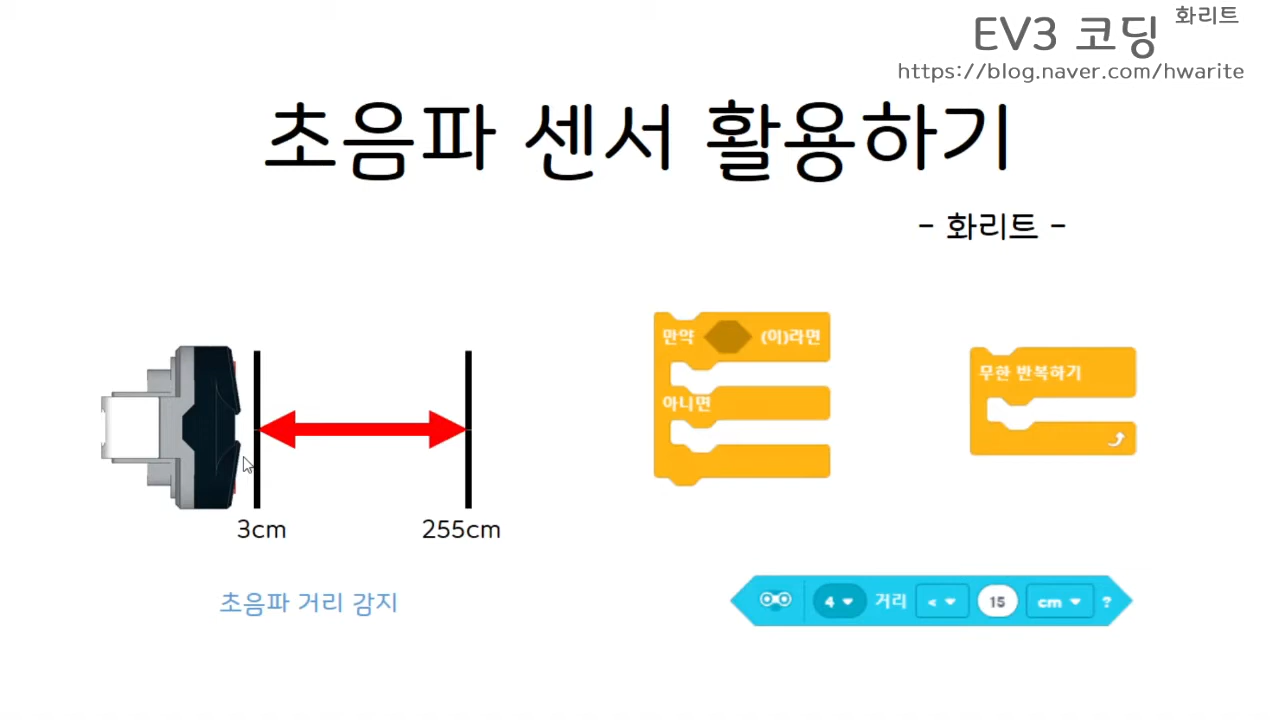 화리트
EV3 코딩
https://blog.naver.com/hwarite
초음파 센서 활용하기
- 화리트 -
만약 (이)라면
아니면
무한 반복하기
3cm
255cm
초음파 거리 감지
4 거리 < 15 cm ?